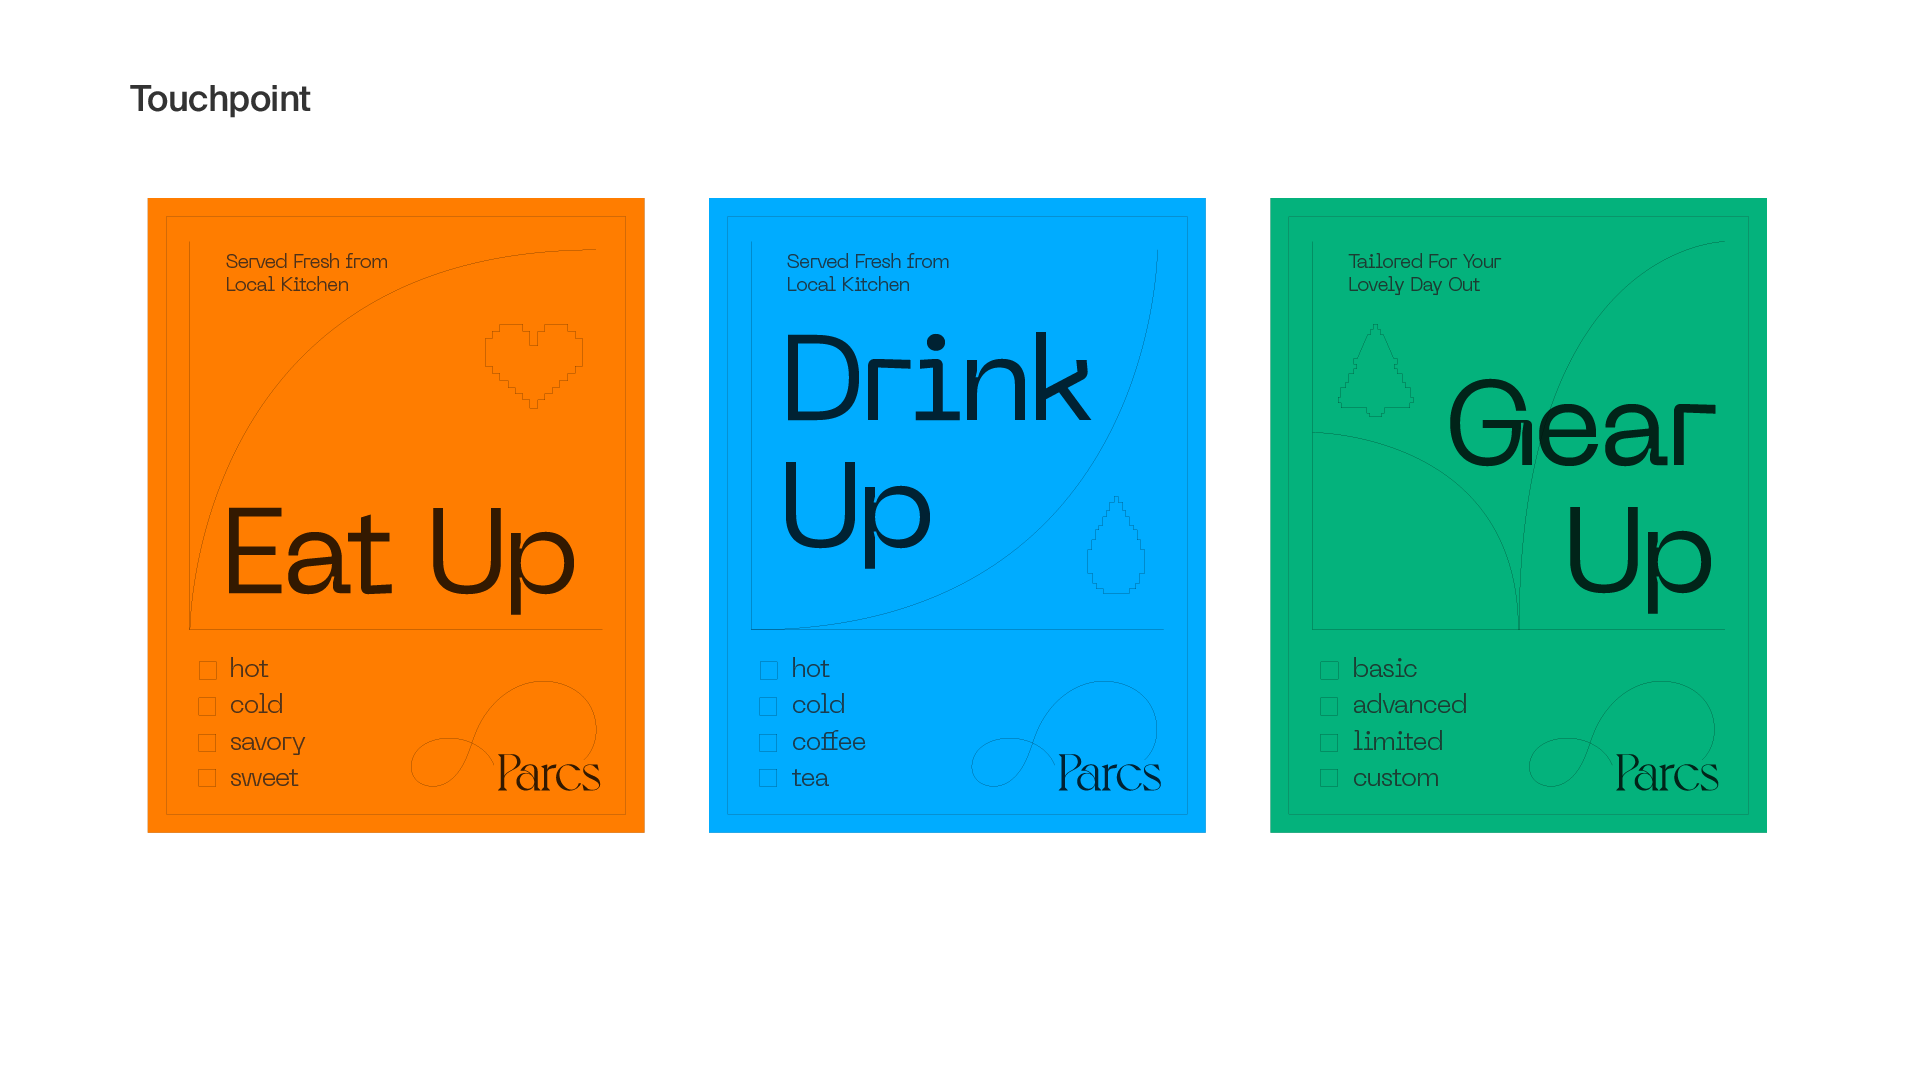 Touchpoint
Served Fresh from
Local Kitchen
Eat Up
hot
cold
savory
sweet
Parcs
Served Fresh from
Local Kitchen
Drink
Up
hot
cold
coffee
tea
Parcs
Tailored For Your
Lovely Day Out
Gear
Up
basic
advanced
limited
custom
Parcs